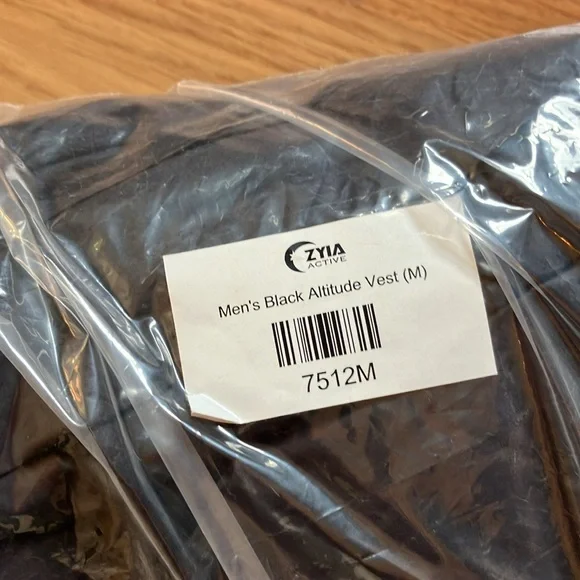 ZYIA
ACTIVE
Men's Black Altitude Vest (M)
7512M